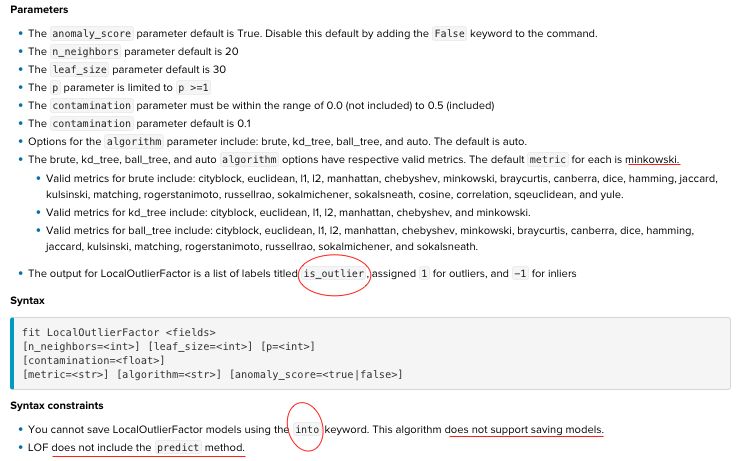 Parameters
• The anomaly_score parameter default is True. Disable this default by adding the False keyword to the command.
• The n_neighbors parameter default is 20
• The leaf_size parameter default is 30
• The p parameter is limited to p >=1
• The contamination parameter must be within the range of 0.0 (not included) to 0.5 (included)
• The contamination parameter default is 0.1
• Options for the algorithm parameter include: brute, kd_tree, ball_tree, and auto. The default is auto.
• The brute, kd_tree, ball_tree, and auto algorithm options have respective valid metrics. The default metric for each is minkowski.
• Valid metrics for brute include: cityblock, euclidean, l1, l2, manhattan, chebyshev, minkowski, braycurtis, canberra, dice, hamming, jaccard,
kulsinski, matching, rogerstanimoto, russellrao, sokalmichener, sokalsneath, cosine, correlation, sqeuclidean, and yule.
• Valid metrics for kd_tree include: cityblock, euclidean, l1, l2, manhattan, chebyshev, and minkowski.
• Valid metrics for ball_tree include: cityblock, euclidean, l1, l2, manhattan, chebyshev, minkowski, braycurtis, canberra, dice, hamming,
jaccard, kulsinski, matching, rogerstanimoto, russellrao, sokalmichener, and sokalsneath.
• The output for LocalOutlierFactor is a list of labels titled is_outlier, assigned 1 for outliers, and -1 for inliers
Syntax
fit LocalOutlierFactor <fields>
[n_neighbors=<int>] [leaf_size=<int>] [p=<int>]
[contamination=<float>]
[metric=<str>] [algorithm=<str>] [anomaly_score=<true|false>]
Syntax constraints
• You cannot save LocalOutlierFactor models using the into keyword. This algorithm does not support saving models.
• LOF does not include the predict method.